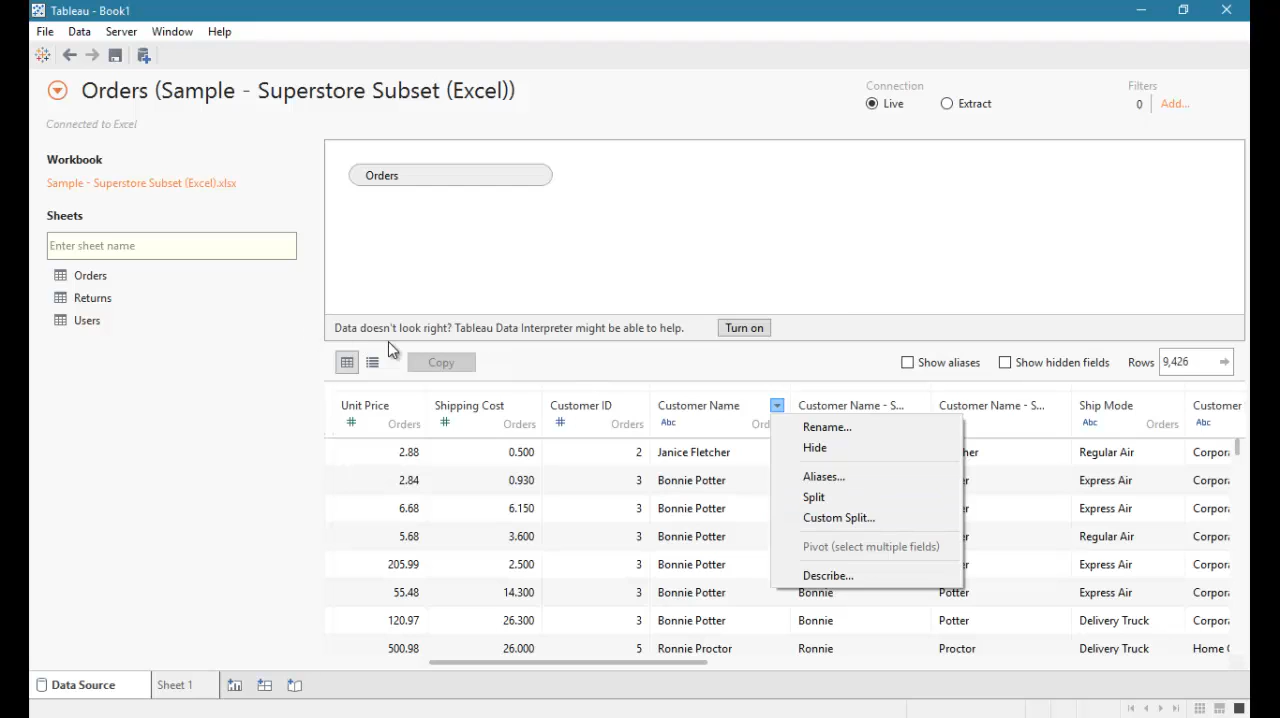 Tableau - Book1
File Data Server Window Help
Orders (Sample - Superstore Subset (Excel))
Connection
Live Extract
Filters
0 Add...
Connected to Excel
Workbook
Sample - Superstore Subset (Excel).xlsx
Sheets
Enter sheet name
Orders
Returns
Users
Orders
Data doesn't look right? Tableau Data Interpreter might be able to help. Turn on
Copy Show aliases Show hidden fields Rows 9,426
Unit Price Shipping Cost Customer ID Customer Name Customer Name - S... Customer Name - S... Ship Mode Customer
# Orders # Orders # Orders Abc Abc Orders Abc
2.88 0.500 2 Janice Fletcher Regular Air
2.84 0.930 3 Bonnie Potter Express Air
6.68 6.150 3 Bonnie Potter Express Air
5.68 3.600 3 Bonnie Potter Regular Air
205.99 2.500 3 Bonnie Potter Express Air
55.48 14.300 3 Bonnie Potter Bonnie Potter Express Air
120.97 26.300 3 Bonnie Potter Bonnie Potter Delivery Truck
500.98 26.000 5 Ronnie Proctor Ronnie Proctor Delivery Truck Home
Rename...
Hide
Aliases...
Split
Custom Split...
Pivot (select multiple fields)
Describe...
Data Source Sheet 1